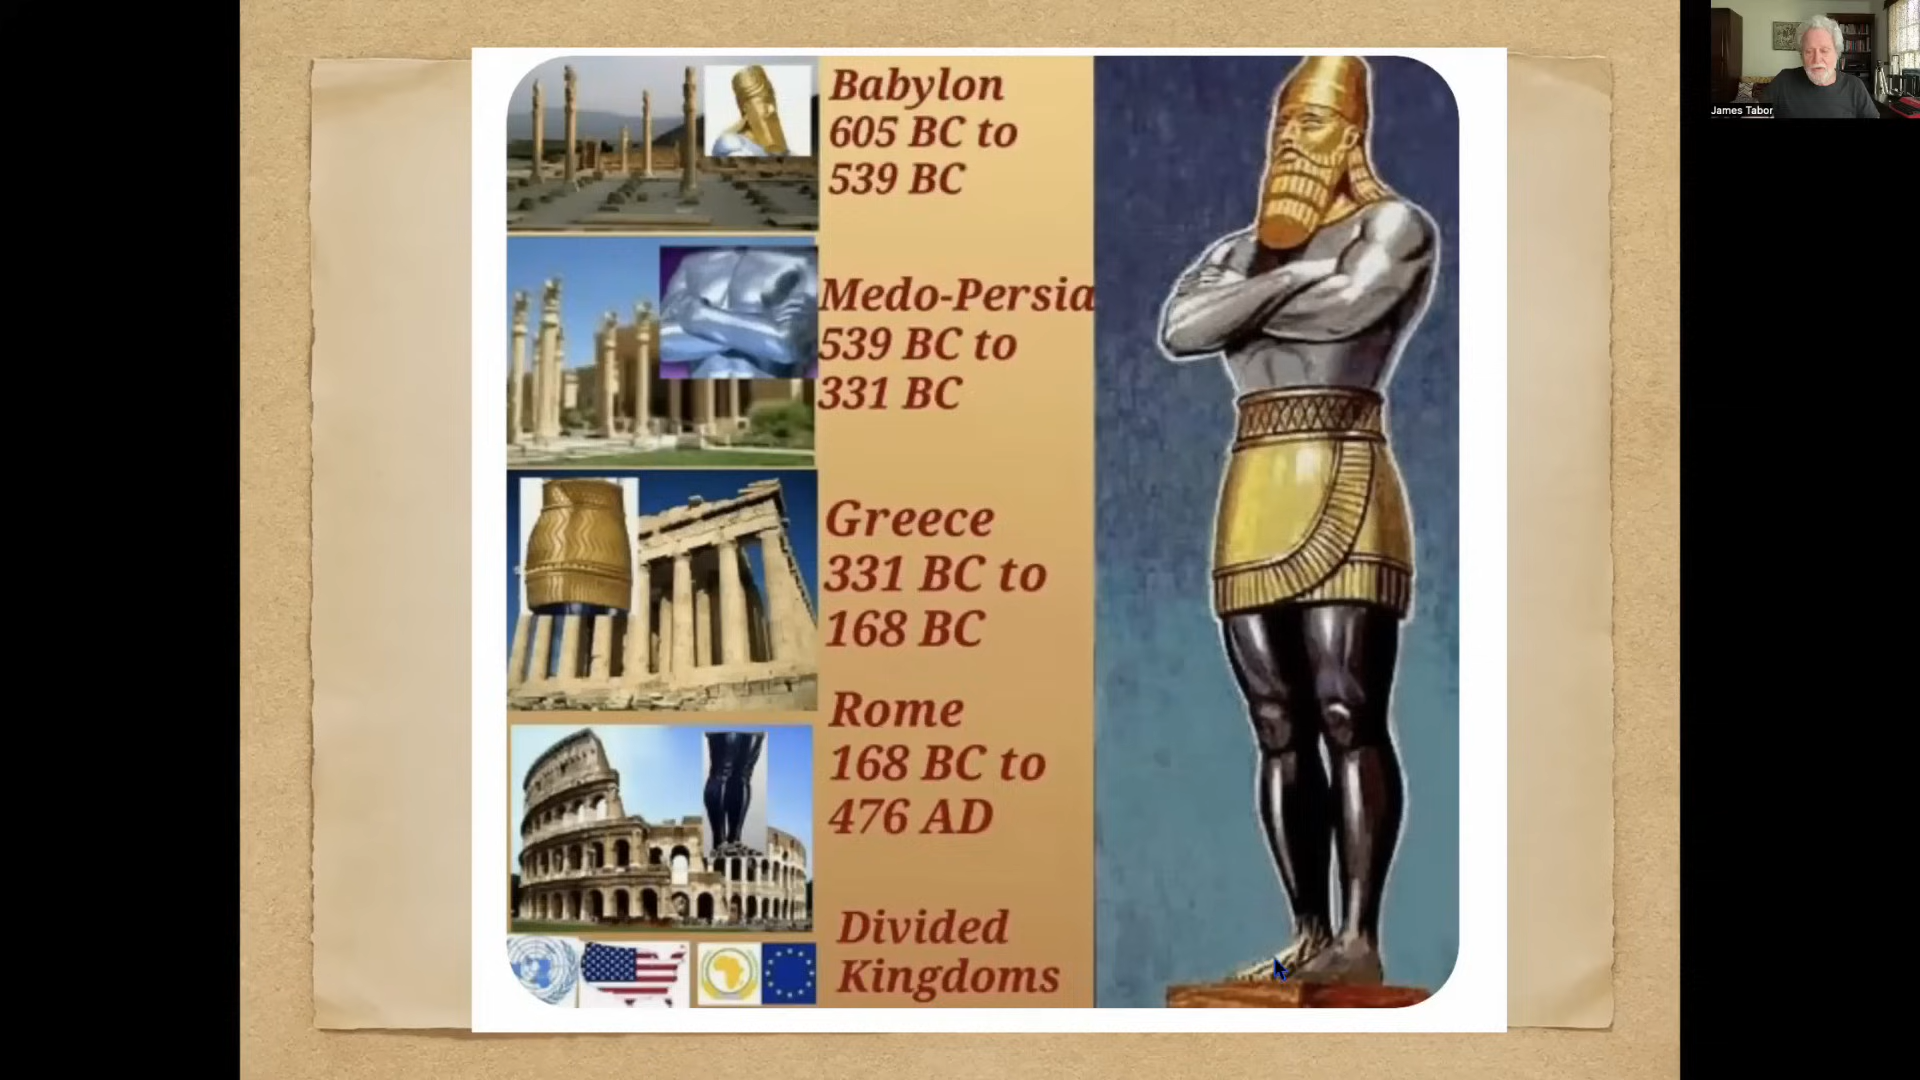 Babylon
605 BC to
539 BC
Medo-Persia
539 BC to
331 BC
Greece
331 BC to
168 BC
Rome
168 BC to
476 AD
Divided
Kingdoms
James Tabor